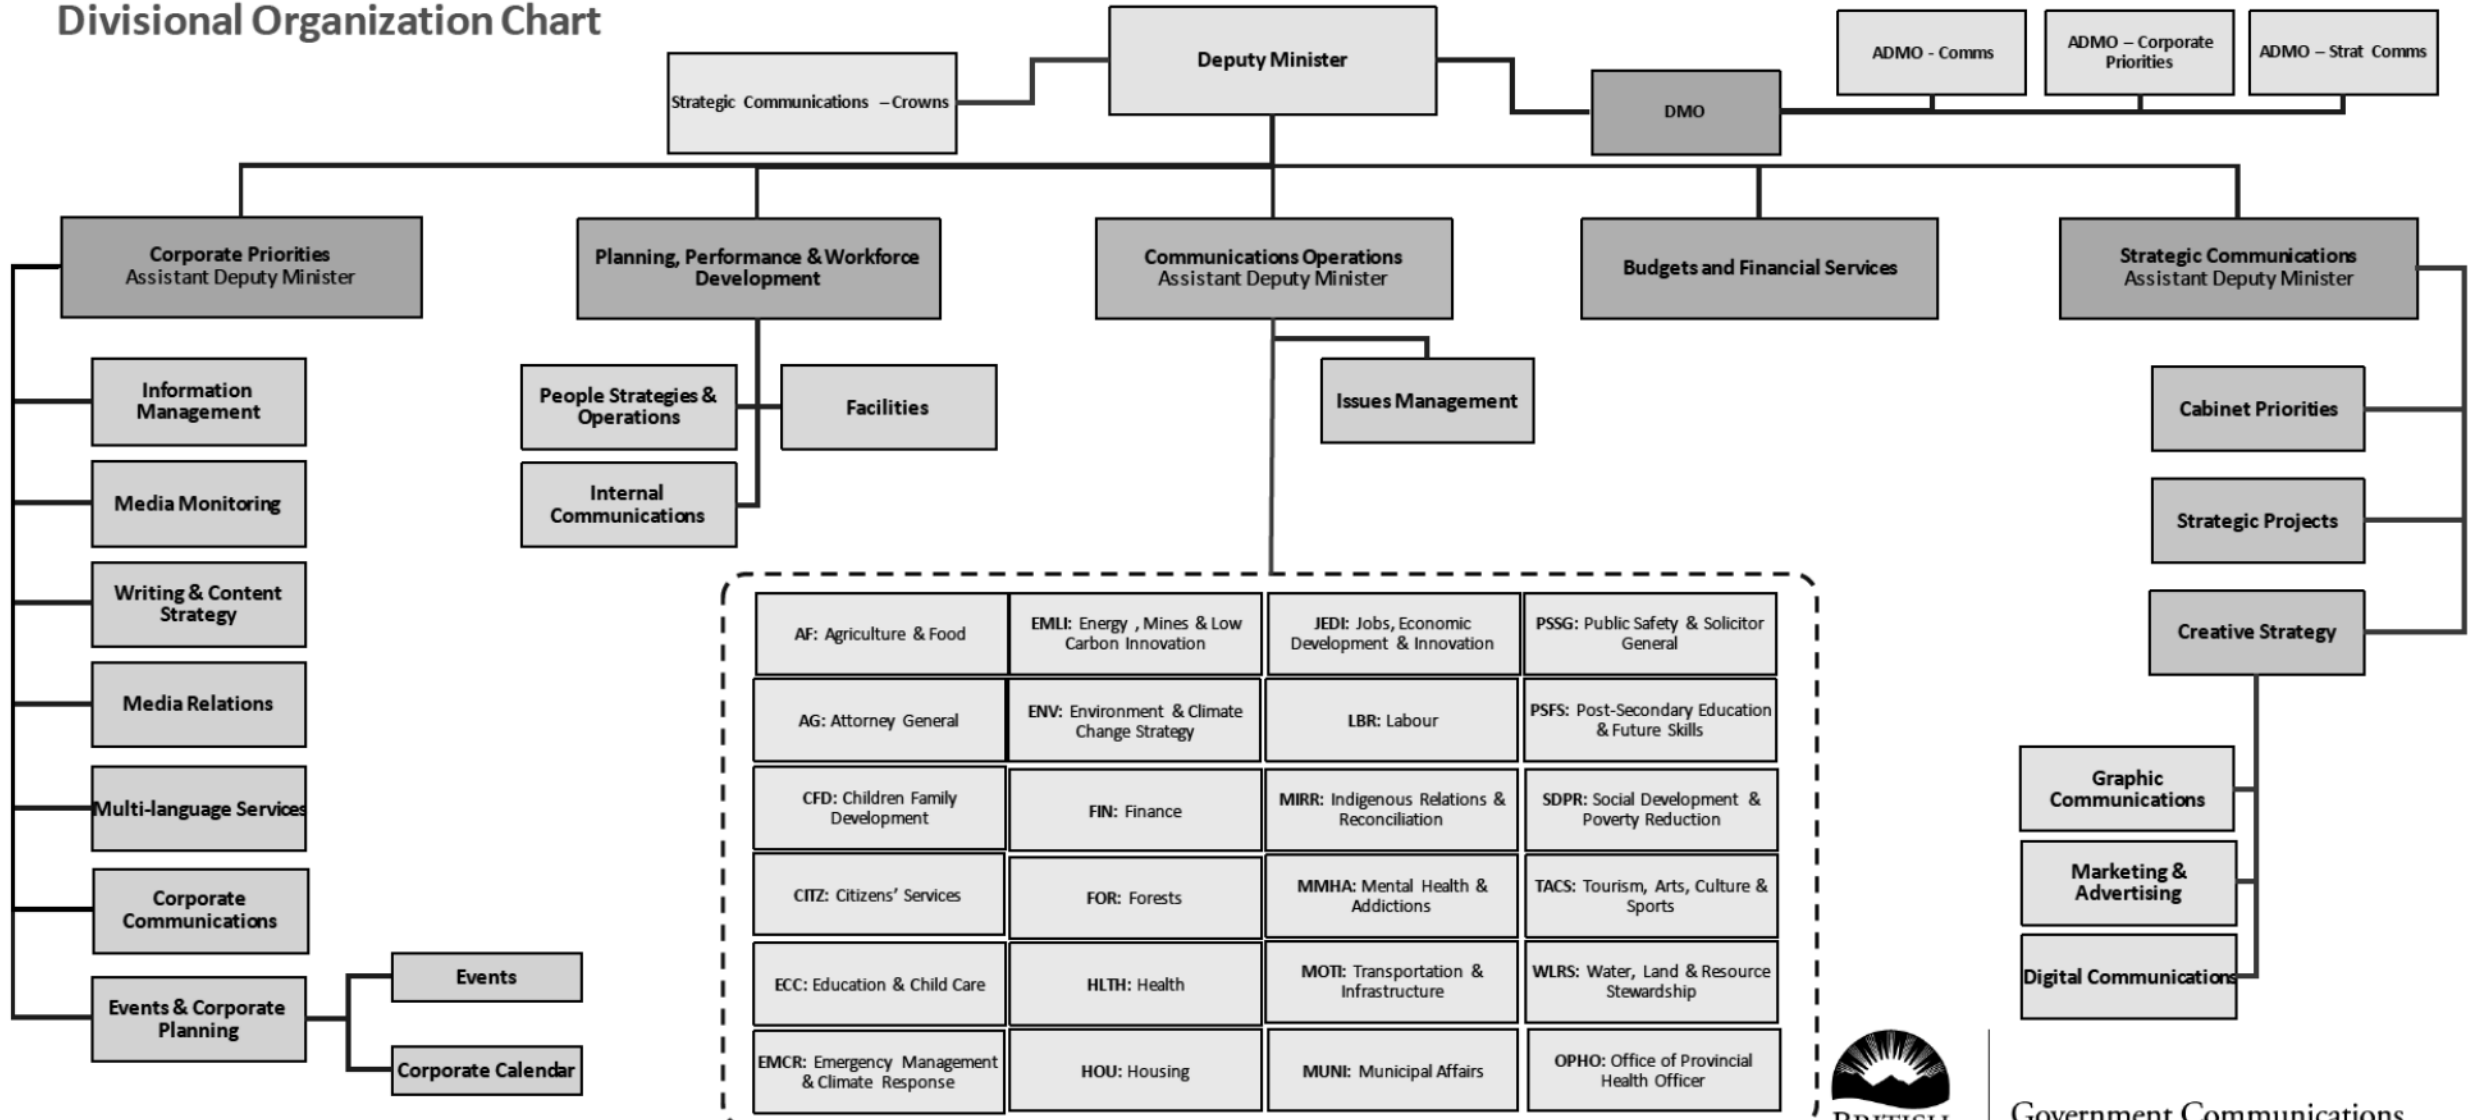 Divisional Organization Chart
Deputy Minister
Strategic Communications – Crowns
DMO
ADMO - Comms
ADMO – Corporate
Priorities
ADMO – Strat Comms
Corporate Priorities
Assistant Deputy Minister
Planning, Performance & Workforce
Development
Communications Operations
Assistant Deputy Minister
Budgets and Financial Services
Strategic Communications
Assistant Deputy Minister
Information
Management
Media Monitoring
Writing & Content
Strategy
Media Relations
Multi-language Services
Corporate
Communications
Events & Corporate
Planning
Events
Corporate Calendar
People Strategies &
Operations
Facilities
Internal
Communications
Issues Management
AF: Agriculture & Food
EMLI: Energy , Mines & Low
Carbon Innovation
JEDI: Jobs, Economic
Development & Innovation
PSSG: Public Safety & Solicitor
General
AG: Attorney General
ENV: Environment & Climate
Change Strategy
LBR: Labour
PSFS: Post-Secondary Education
& Future Skills
CFD: Children Family
Development
FIN: Finance
MIRR: Indigenous Relations &
Reconciliation
SDPR: Social Development &
Poverty Reduction
CITZ: Citizens’ Services
FOR: Forests
MMHA: Mental Health &
Addictions
TACS: Tourism, Arts, Culture &
Sports
ECC: Education & Child Care
HLTH: Health
MOTI: Transportation &
Infrastructure
WLRS: Water, Land & Resource
Stewardship
EMCR: Emergency Management
& Climate Response
HOU: Housing
MUNI: Municipal Affairs
OPHO: Office of Provincial
Health Officer
Cabinet Priorities
Strategic Projects
Creative Strategy
Graphic
Communications
Marketing &
Advertising
Digital Communications
BRITISH
Government Communications